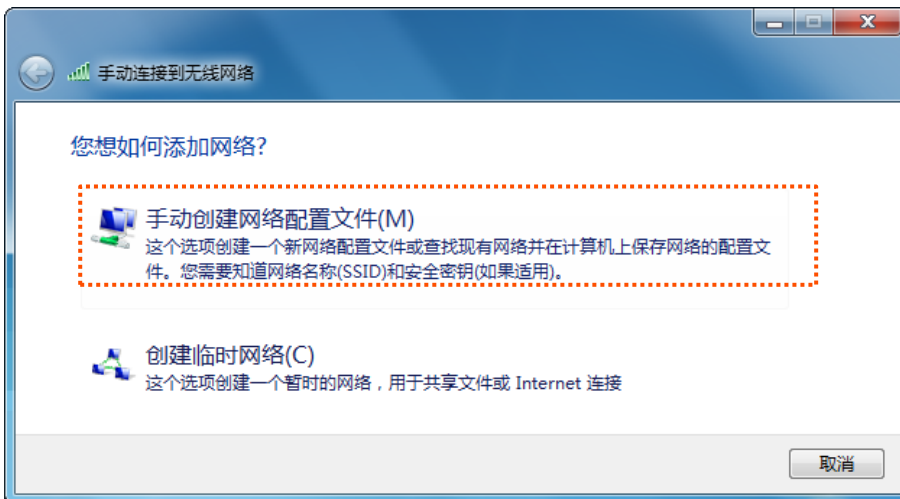 手动连接到无线网络
您想如何添加网络?
手动创建网络配置文件(M)
这个选项创建一个新网络配置文件或查找现有网络并在计算机上保存网络的配置文
件。您需要知道网络名称(SSID)和安全密钥(如果适用)。
创建临时网络(C)
这个选项创建一个暂时的网络，用于共享文件或 Internet 连接
取消